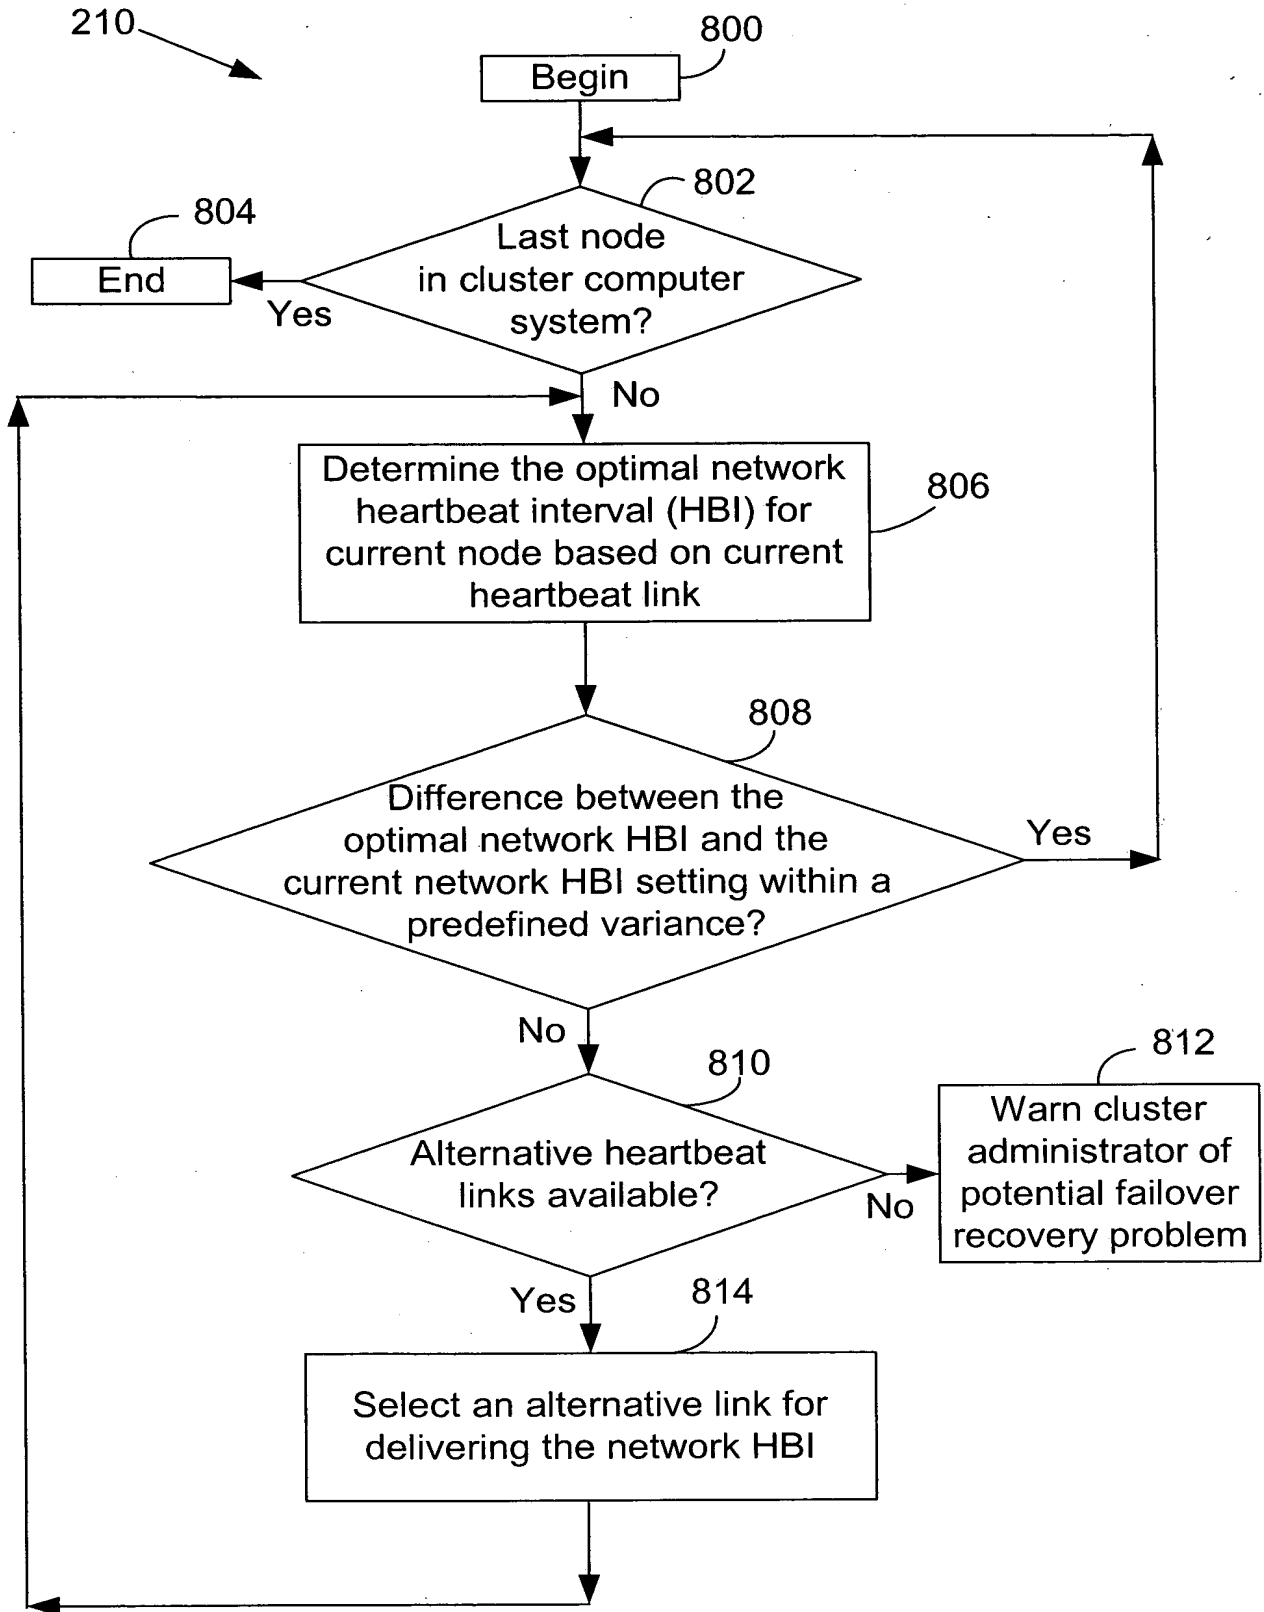 210
800
Begin
802
804
Last node
in cluster computer
system?
End
Yes
No
Determine the optimal network
heartbeat interval (HBI) for
current node based on current
heartbeat link
806
808
Difference between the
optimal network HBI and the
current network HBI setting within a
predefined variance?
Yes
No
810
812
Alternative heartbeat
links available?
No
Warn cluster
administrator of
potential failover
recovery problem
Yes
814
Select an alternative link for
delivering the network HBI